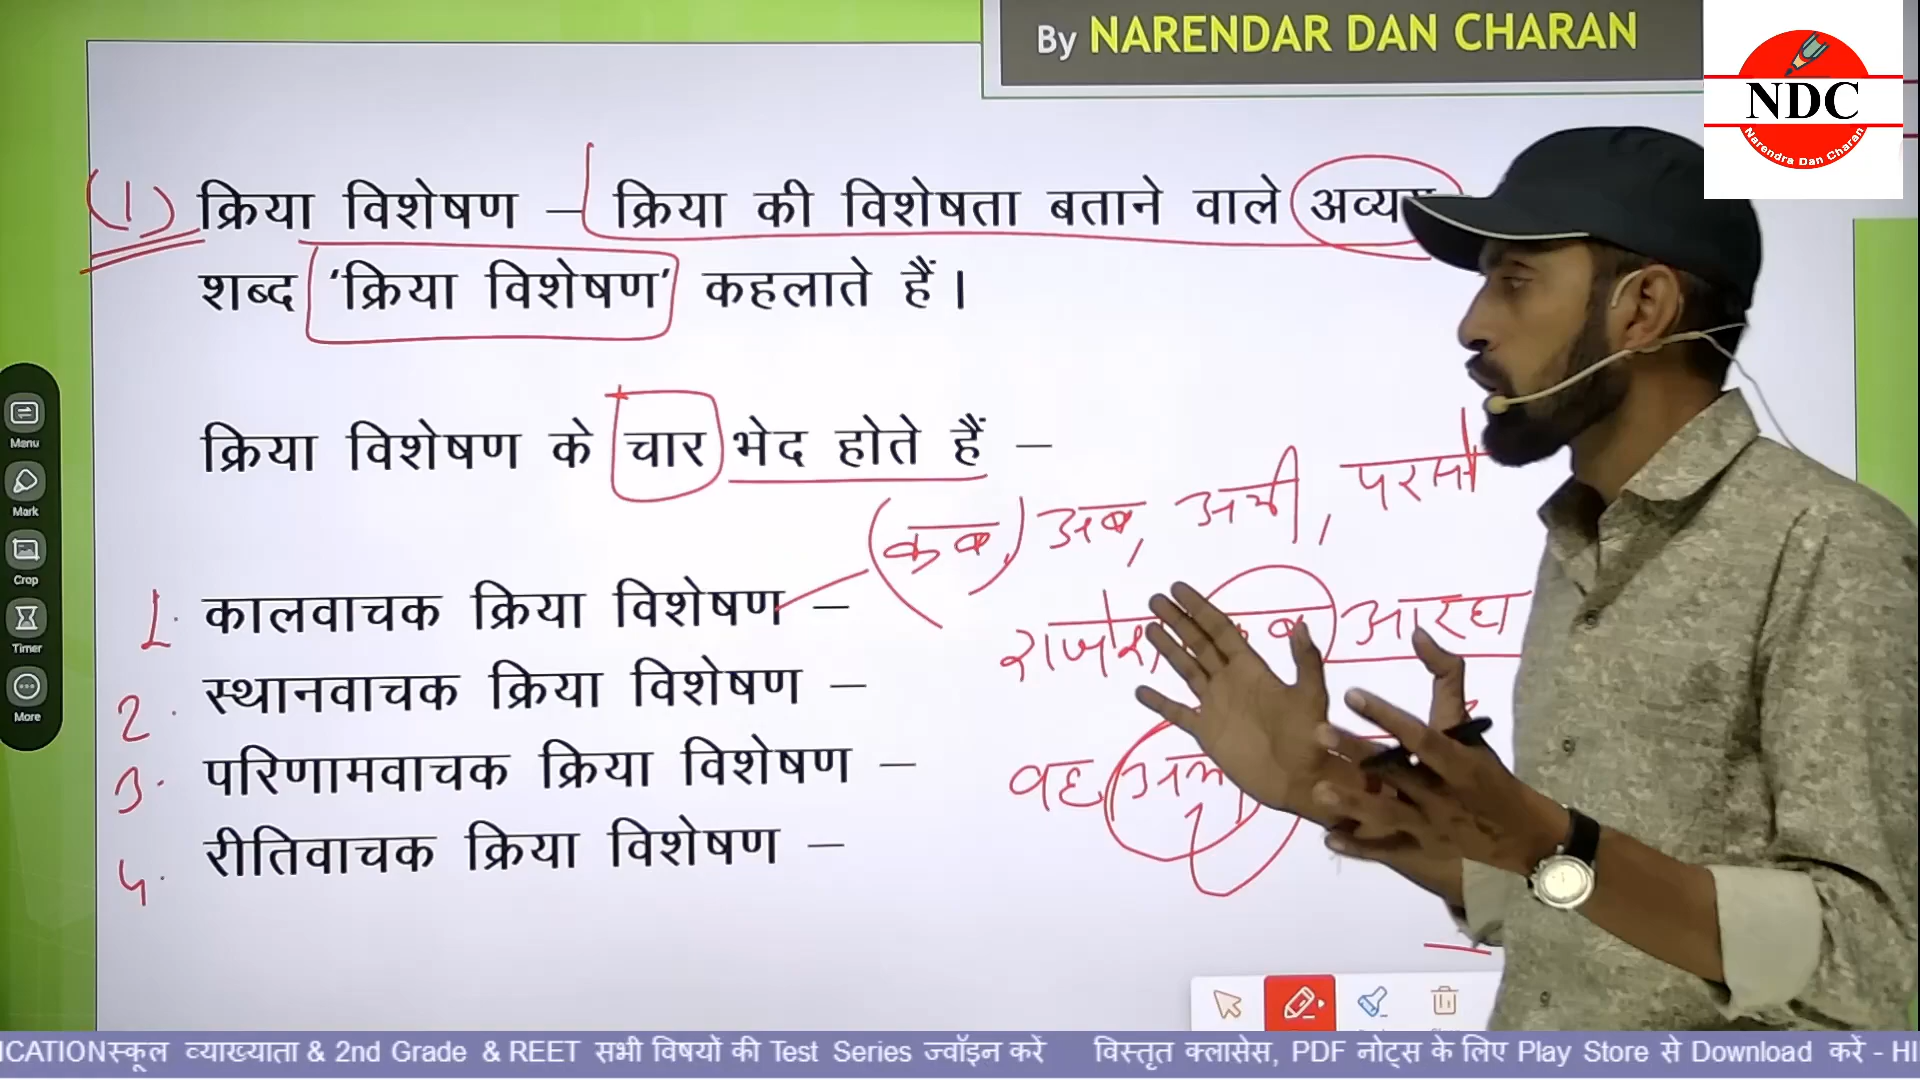 By NARENDAR DAN CHARAN
NDC
Narendra Dan Charan
(1) क्रिया विशेषण – क्रिया की विशेषता बताने वाले
शब्द 'क्रिया विशेषण' कहलाते हैं।
क्रिया विशेषण के चार भेद होते हैं –
(कब,) अब, अभी, परसों
1. कालवाचक क्रिया विशेषण –
राजेश कब आ रहा
2. स्थानवाचक क्रिया विशेषण –
3. परिणामवाचक क्रिया विशेषण –
वह
4. रीतिवाचक क्रिया विशेषण –
Menu
Mark
Crop
Timer
More
ICATIONस्कूल व्याख्याता & 2nd Grade & REET सभी विषयों की Test Series ज्वॉइन करें विस्तृत क्लासेस, PDF नोट्स के लिए Play Store से Download करें - HI